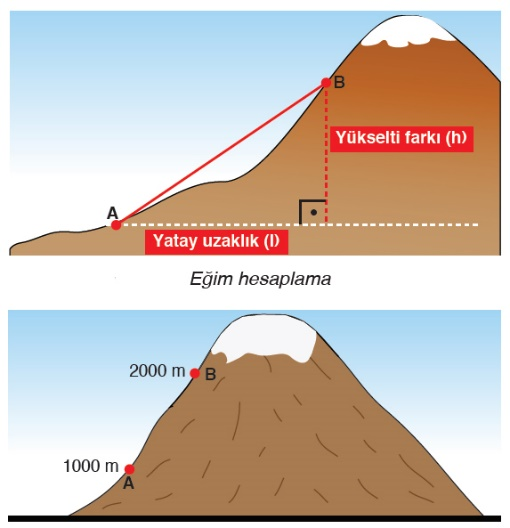 B
Yükselti farkı (h)
A
Yatay uzaklık (l)
Eğim hesaplama
2000 m B
1000 m
A